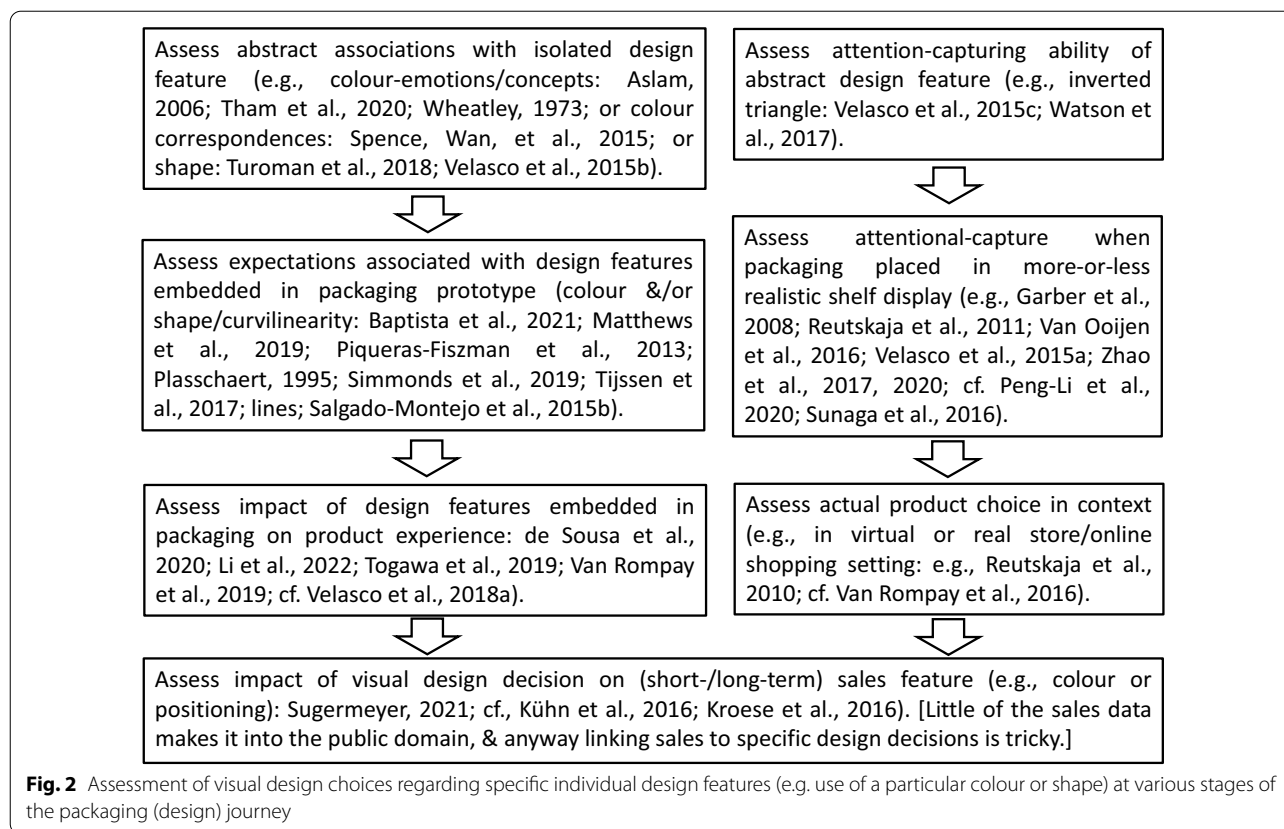 Assess abstract associations with isolated design
feature (e.g., colour-emotions/concepts: Aslam,
2006; Tham et al., 2020; Wheatley, 1973; or colour
correspondences: Spence, Wan, et al., 2015; or
shape: Turoman et al., 2018; Velasco et al., 2015b).
Assess expectations associated with design features
embedded in packaging prototype (colour &/or
shape/curvilinearity: Baptista et al., 2021; Matthews
et al., 2019; Piqueras-Fiszman et al., 2013;
Plasschaert, 1995; Simmonds et al., 2019; Tijssen
et al., 2017; lines; Salgado-Montejo et al., 2015b).
Assess impact of design features embedded in
packaging on product experience: de Sousa et al.,
2020; Li et al., 2022; Togawa et al., 2019; Van Rompay
et al., 2019; cf. Velasco et al., 2018a).
Assess attention-capturing ability of
abstract design feature (e.g., inverted
triangle: Velasco et al., 2015c; Watson et
al., 2017).
Assess attentional-capture when
packaging placed in more-or-less
realistic shelf display (e.g., Garber et al.,
2008; Reutskaja et al., 2011; Van Ooijen
et al., 2016; Velasco et al., 2015a; Zhao
et al., 2017, 2020; cf. Peng-Li et al.,
2020; Sunaga et al., 2016).
Assess actual product choice in context
(e.g., in virtual or real store/online
shopping setting: e.g., Reutskaja et al.,
2010; cf. Van Rompay et al., 2016).
Assess impact of visual design decision on (short-/long-term) sales feature (e.g., colour or
positioning): Sugermeyer, 2021; cf., Kühn et al., 2016; Kroese et al., 2016). [Little of the sales data
makes it into the public domain, & anyway linking sales to specific design decisions is tricky.]
Fig. 2 Assessment of visual design choices regarding specific individual design features (e.g. use of a particular colour or shape) at various stages of
the packaging (design) journey